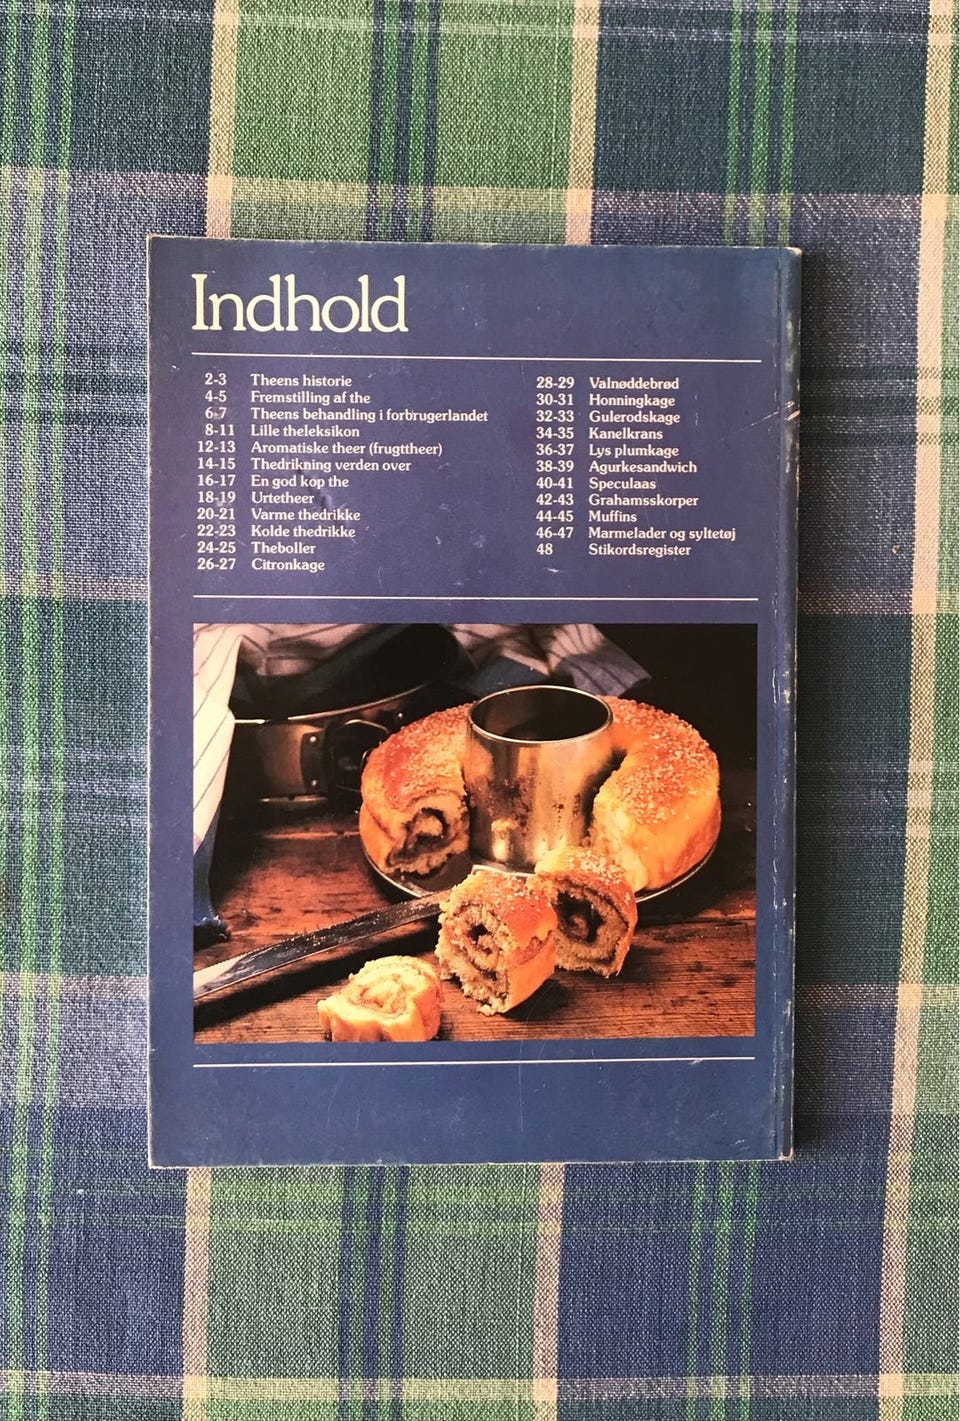 Indhold
2-3 Theens historie
4-5 Fremstilling af the
6-7 Theens behandling i forbrugerlandet
8-11 Lille theleksikon
12-13 Aromatiske theer (frugttheer)
14-15 Thedrikning verden over
16-17 En god kop the
18-19 Urtetheer
20-21 Varme thedrikke
22-23 Kolde thedrikke
24-25 Theboller
26-27 Citronkage
28-29 Valnøddebrød
30-31 Honningkage
32-33 Gulerodskage
34-35 Kanelkrans
36-37 Lys plumkage
38-39 Agurkesandwich
40-41 Speculaas
42-43 Grahamsskorper
44-45 Muffins
46-47 Marmelader og syltetøj
48 Stikordsregister